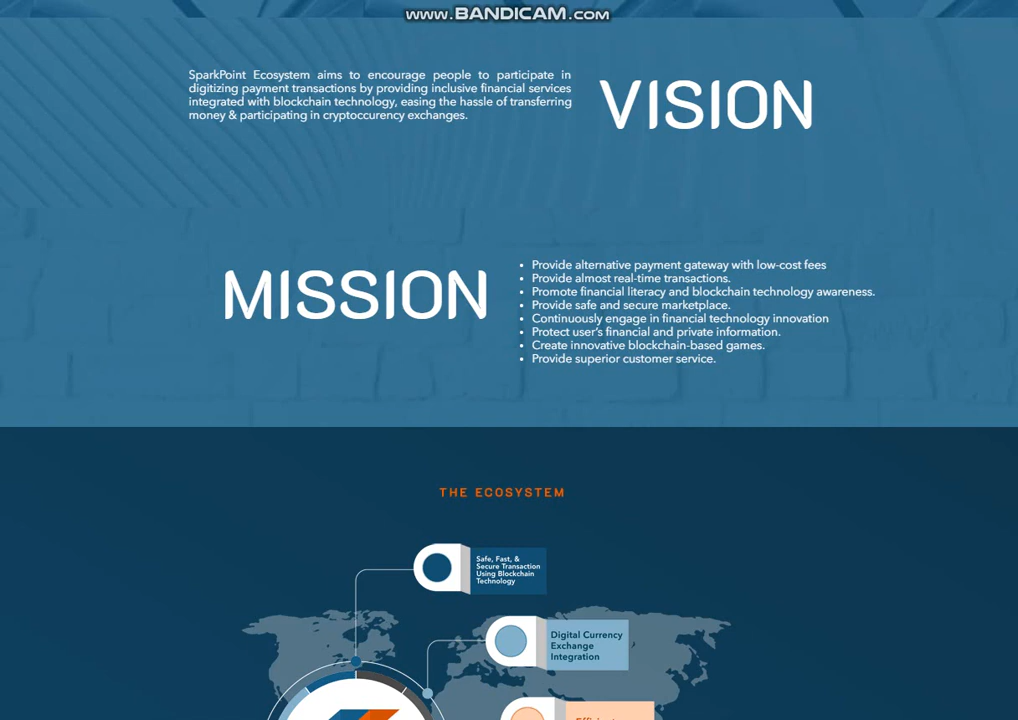 www.BANDICAM.com
SparkPoint Ecosystem aims to encourage people to participate in
digitizing payment transactions by providing inclusive financial services
integrated with blockchain technology, easing the hassle of transferring
money & participating in cryptoccurency exchanges.
VISION
MISSION
• Provide alternative payment gateway with low-cost fees
• Provide almost real-time transactions.
• Promote financial literacy and blockchain technology awareness.
• Provide safe and secure marketplace.
• Continuously engage in financial technology innovation
• Protect user's financial and private information.
• Create innovative blockchain-based games.
• Provide superior customer service.
THE ECOSYSTEM
Safe, Fast, &
Secure Transaction
Using Blockchain
Technology
Digital Currency
Exchange
Integration